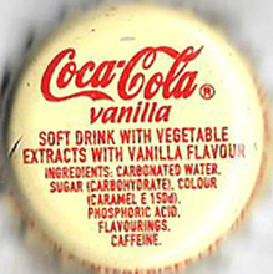 Coca-Cola®
vanilla
SOFT DRINK WITH VEGETABLE
EXTRACTS WITH VANILLA FLAVOUR
INGREDIENTS: CARBONATED WATER,
SUGAR (CARBOHYDRATE), COLOUR
(CARAMEL E 150d),
PHOSPHORIC ACID,
FLAVOURINGS,
CAFFEINE.